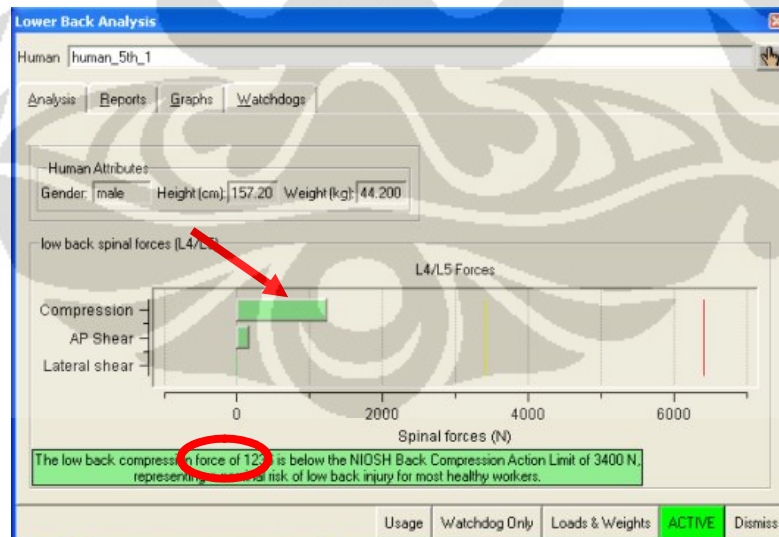 Lower Back Analysis
Human human_5th_1
Analysis Reports Graphs Watchdogs
Human Attributes
Gender: male Height (cm): 157.20 Weight (kg): 44.200
low back spinal forces (L4/L5)
L4/L5 Forces
Compression
AP Shear
Lateral shear
0 2000 4000 6000
Spinal forces (N)
The low back compression force of is below the NIOSH Back Compression Action Limit of 3400 N,
representing a risk of low back injury for most healthy workers.
Usage Watchdog Only Loads & Weights ACTIVE Dismiss